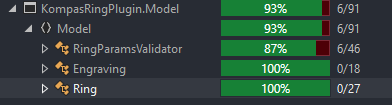 KompasRingPlugin.Model 93% 6/91
Model 93% 6/91
RingParamsValidator 87% 6/46
Engraving 100% 0/18
Ring 100% 0/27